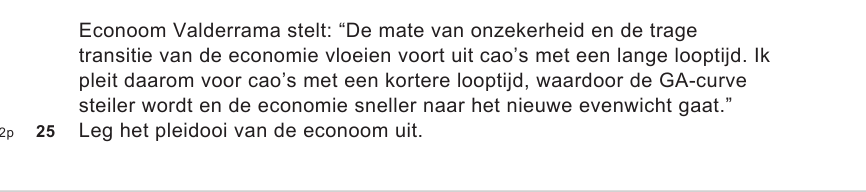 Econoom Valderrama stelt: “De mate van onzekerheid en de trage
transitie van de economie vloeien voort uit cao’s met een lange looptijd. Ik
pleit daarom voor cao’s met een kortere looptijd, waardoor de GA-curve
steiler wordt en de economie sneller naar het nieuwe evenwicht gaat.”
2p 25 Leg het pleidooi van de econoom uit.